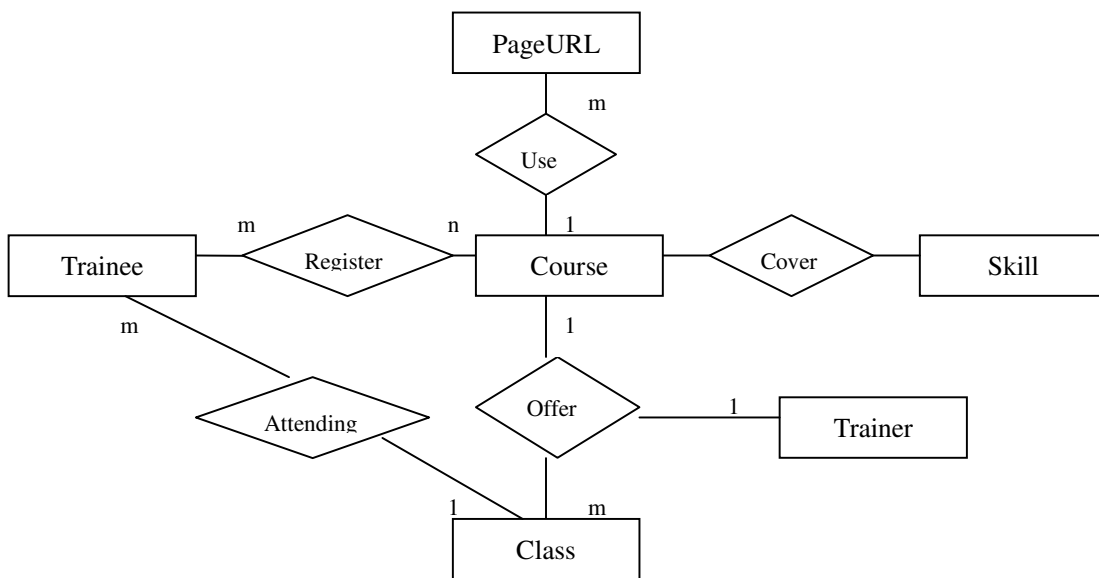 PageURL
m
Use
m
n
1
Trainee
Register
Course
Cover
Skill
m
1
Offer
1
Attending
Trainer
1
m
Class